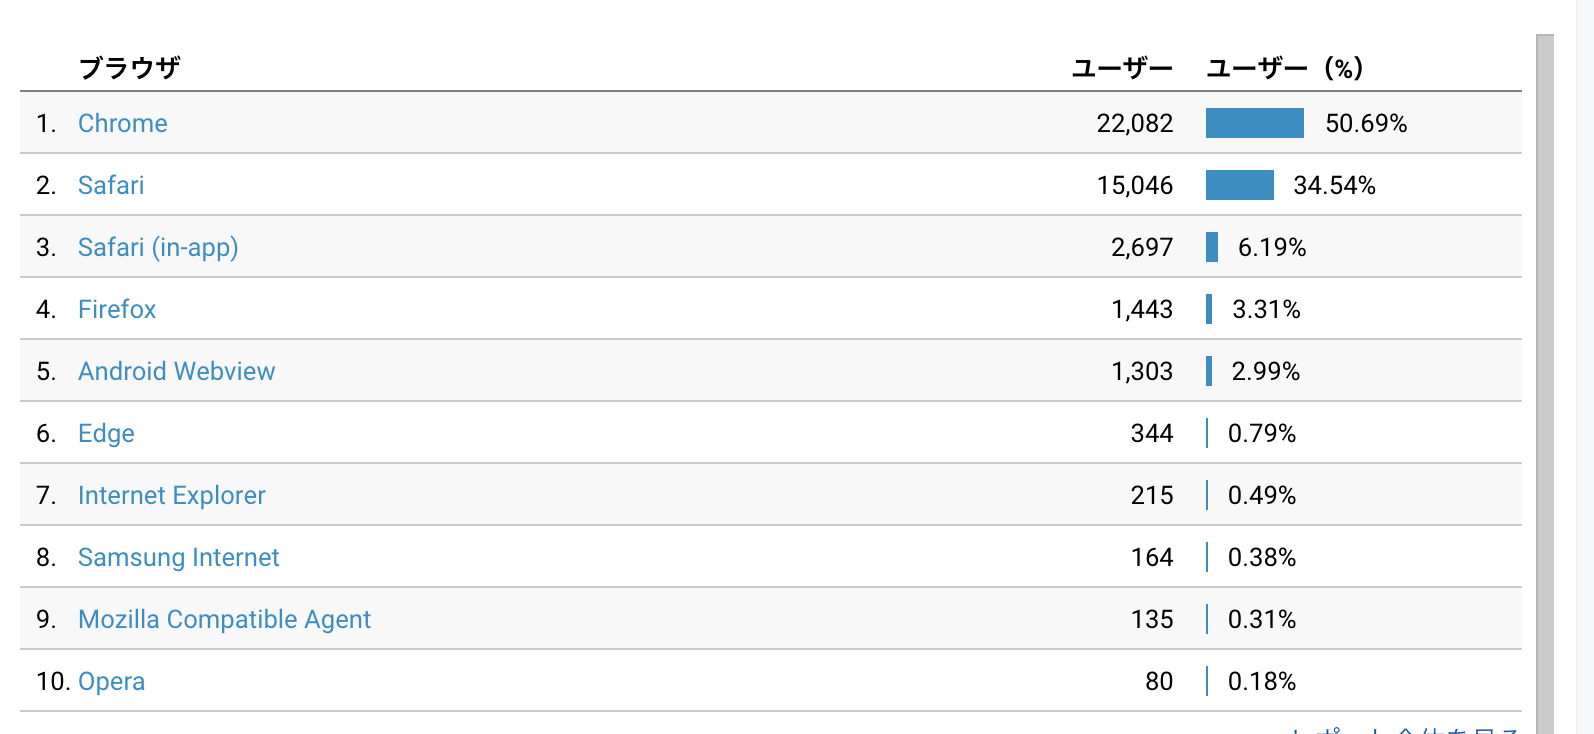 ブラウザ ユーザー ユーザー（%）
1. Chrome 22,082 50.69%
2. Safari 15,046 34.54%
3. Safari (in-app) 2,697 6.19%
4. Firefox 1,443 3.31%
5. Android Webview 1,303 2.99%
6. Edge 344 0.79%
7. Internet Explorer 215 0.49%
8. Samsung Internet 164 0.38%
9. Mozilla Compatible Agent 135 0.31%
10. Opera 80 0.18%